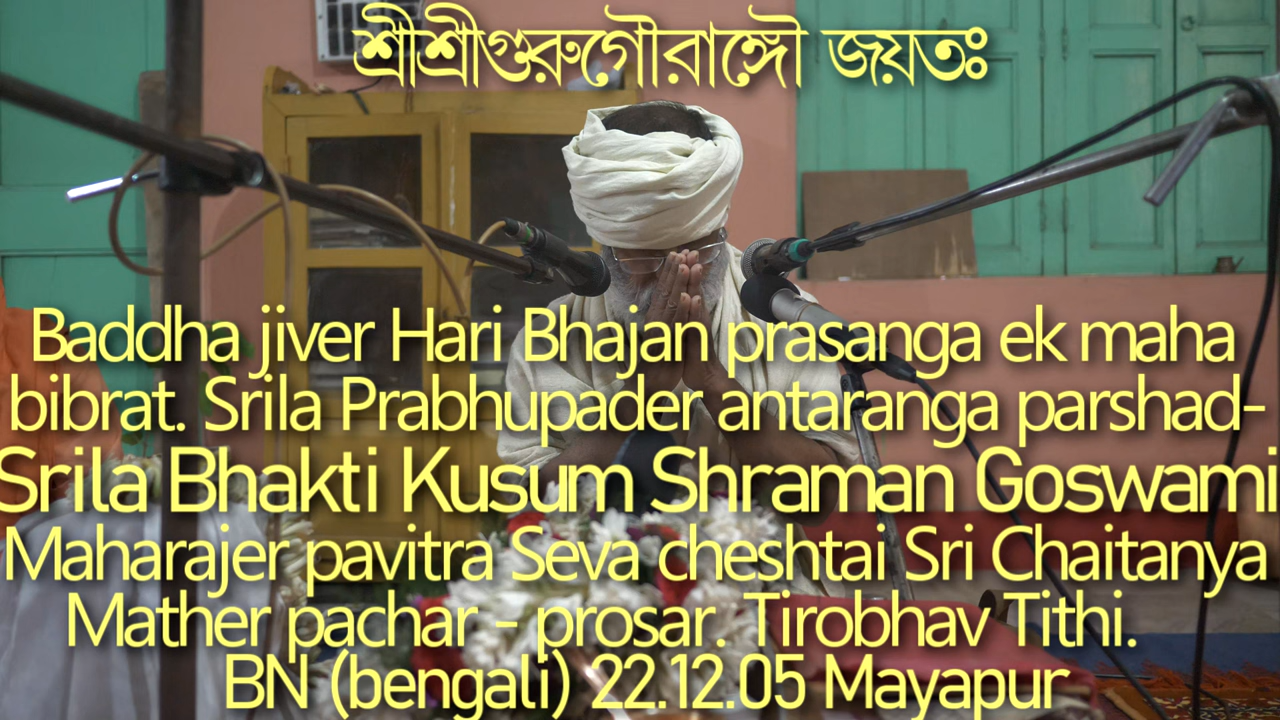 শ্রীশ্রীগুরুগৌরাঙ্গৌ জয়তঃ
Baddha jiver Hari Bhajan prasanga ek maha
bibrat. Srila Prabhupader antaranga parshad-
Srila Bhakti Kusum Shraman Goswami
Maharajer pavitra Seva cheshtai Sri Chaitanya
Mather pachar - prosar. Tirobhav Tithi.
BN (bengali) 22.12.05 Mayapur